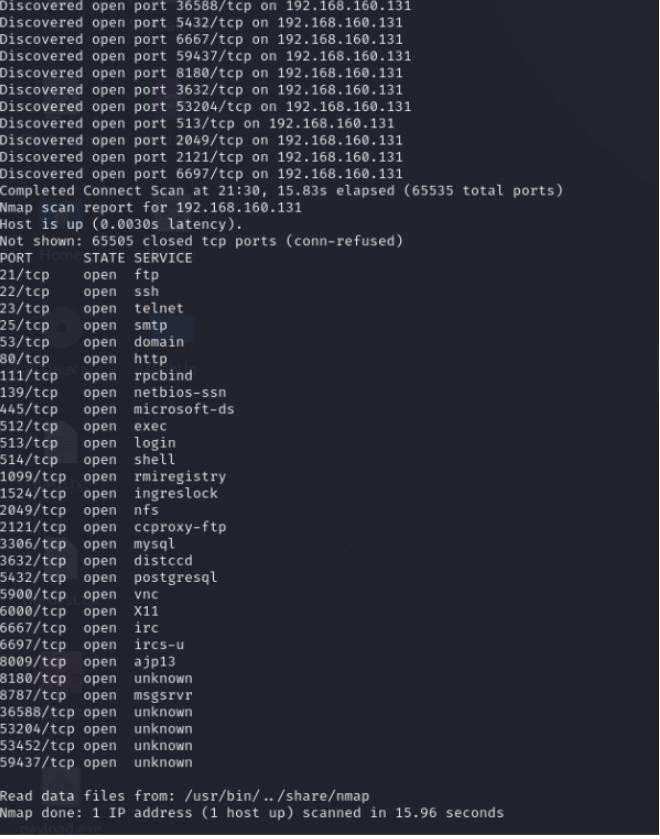 Discovered open port 36588/tcp on 192.168.160.131
Discovered open port 5432/tcp on 192.168.160.131
Discovered open port 6667/tcp on 192.168.160.131
Discovered open port 59437/tcp on 192.168.160.131
Discovered open port 8180/tcp on 192.168.160.131
Discovered open port 3632/tcp on 192.168.160.131
Discovered open port 53204/tcp on 192.168.160.131
Discovered open port 513/tcp on 192.168.160.131
Discovered open port 2049/tcp on 192.168.160.131
Discovered open port 2121/tcp on 192.168.160.131
Discovered open port 6697/tcp on 192.168.160.131
Completed Connect Scan at 21:30, 15.83s elapsed (65535 total ports)
Nmap scan report for 192.168.160.131
Host is up (0.0030s latency).
Not shown: 65505 closed tcp ports (conn-refused)
PORT STATE SERVICE
21/tcp open ftp
22/tcp open ssh
23/tcp open telnet
25/tcp open smtp
53/tcp open domain
80/tcp open http
111/tcp open rpcbind
139/tcp open netbios-ssn
445/tcp open microsoft-ds
512/tcp open exec
513/tcp open login
514/tcp open shell
1099/tcp open rmiregistry
1524/tcp open ingreslock
2049/tcp open nfs
2121/tcp open ccproxy-ftp
3306/tcp open mysql
3632/tcp open distccd
5432/tcp open postgresql
5900/tcp open vnc
6000/tcp open X11
6667/tcp open irc
6697/tcp open ircs-u
8009/tcp open ajp13
8180/tcp open unknown
8787/tcp open msgsrvr
36588/tcp open unknown
53204/tcp open unknown
53452/tcp open unknown
59437/tcp open unknown
Read data files from: /usr/bin/../share/nmap
Nmap done: 1 IP address (1 host up) scanned in 15.96 seconds